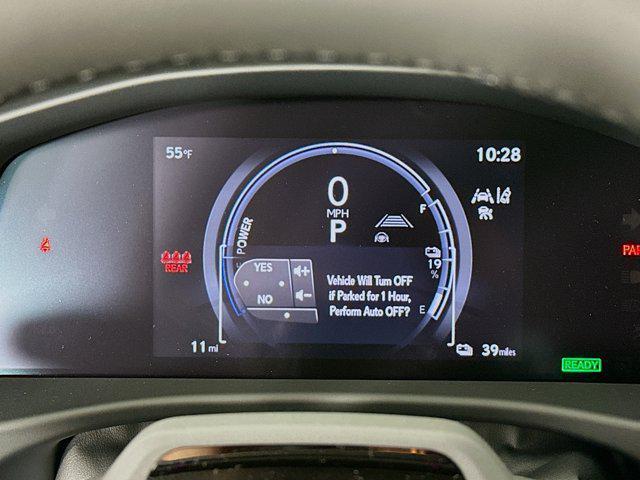 55°F
10:28
0
MPH
P
POWER
F
REAR
19
%
YES
NO
Vehicle Will Turn OFF
if Parked for 1 Hour,
Perform Auto OFF?
E
11 mi
39 miles
READY